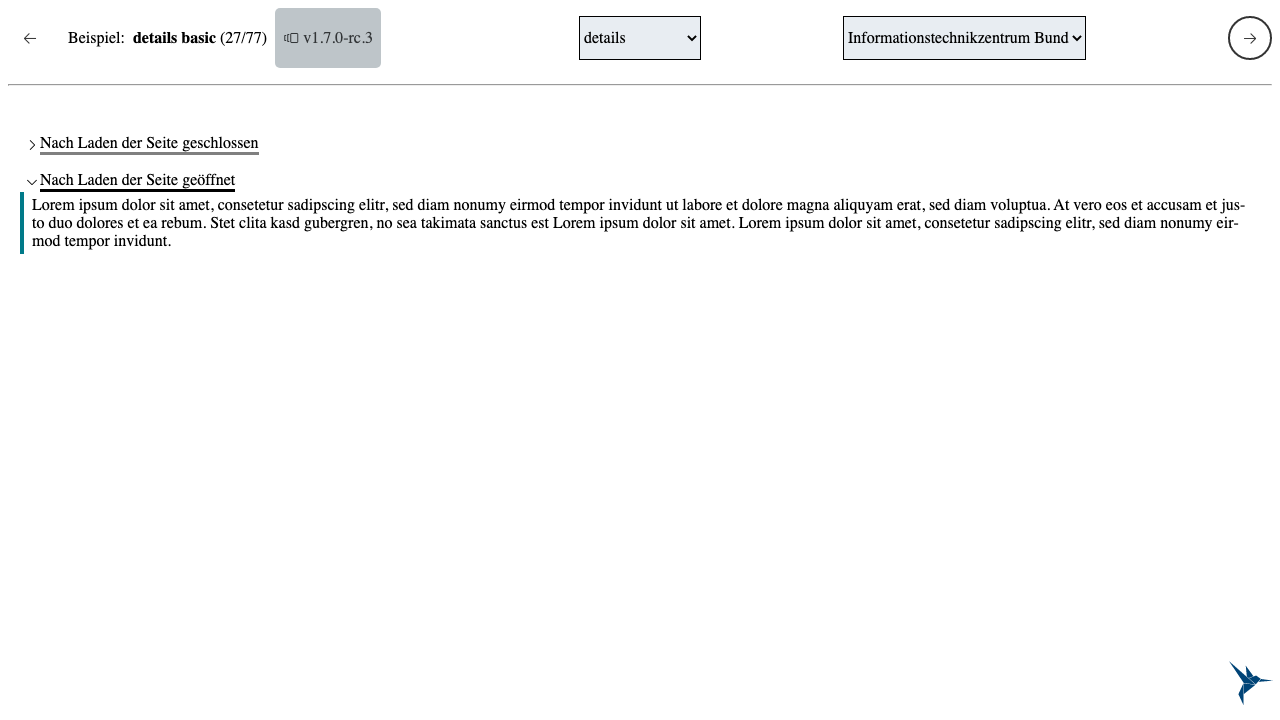 Beispiel: details basic (27/77) v1.7.0-rc.3 details Informationstechnikzentrum Bund
Nach Laden der Seite geschlossen
Nach Laden der Seite geöffnet
Lorem ipsum dolor sit amet, consetetur sadipscing elitr, sed diam nonumy eirmod tempor invidunt ut labore et dolore magna aliquyam erat, sed diam voluptua. At vero eos et accusam et jus-
to duo dolores et ea rebum. Stet clita kasd gubergren, no sea takimata sanctus est Lorem ipsum dolor sit amet. Lorem ipsum dolor sit amet, consetetur sadipscing elitr, sed diam nonumy eir-
mod tempor invidunt.